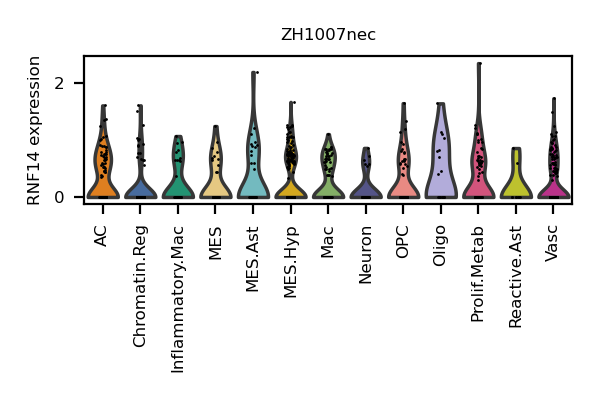 ZH1007nec
RNF14 expression
2
0
AC
Chromatin.Reg
Inflammatory.Mac
MES
MES.Ast
MES.Hyp
Mac
Neuron
OPC
Oligo
Prolif.Metab
Reactive.Ast
Vasc